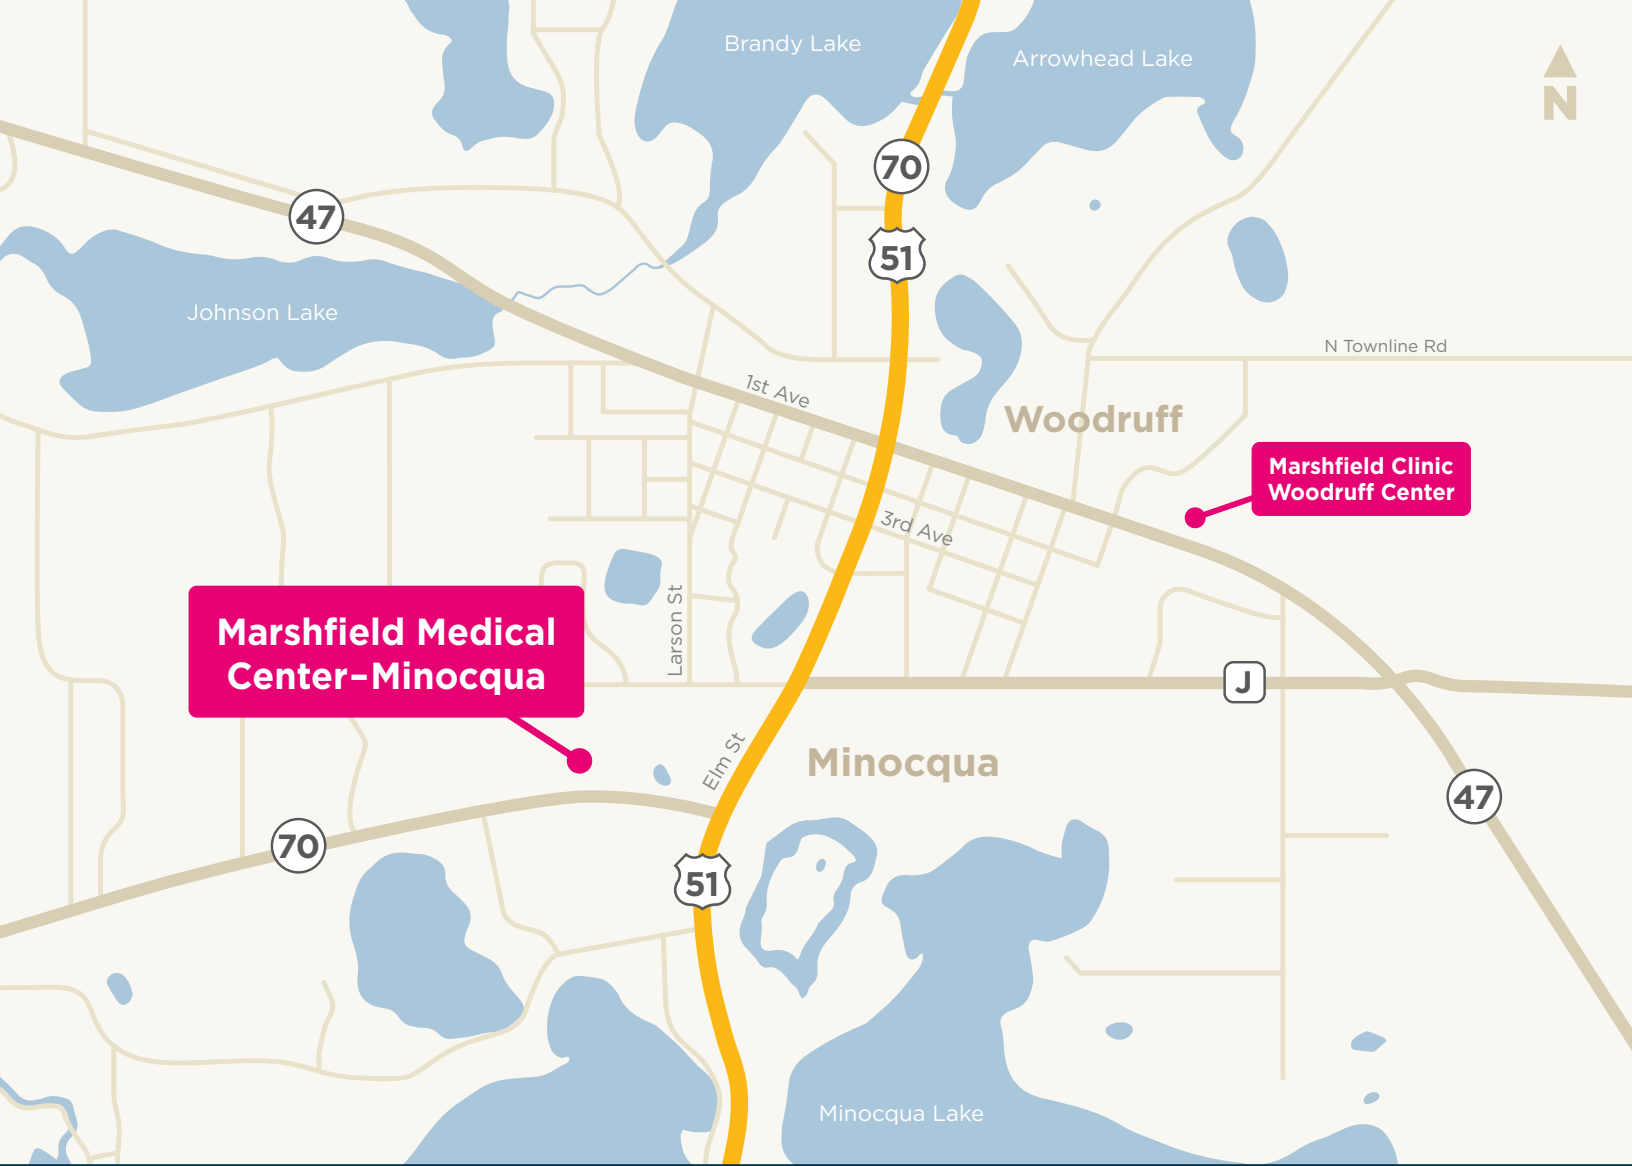 Brandy Lake
Arrowhead Lake
N
70
47
51
Johnson Lake
N Townline Rd
1st Ave
Woodruff
Marshfield Clinic
Woodruff Center
3rd Ave
Larson St
Marshfield Medical
Center–Minocqua
J
Elm St
Minocqua
47
70
51
Minocqua Lake